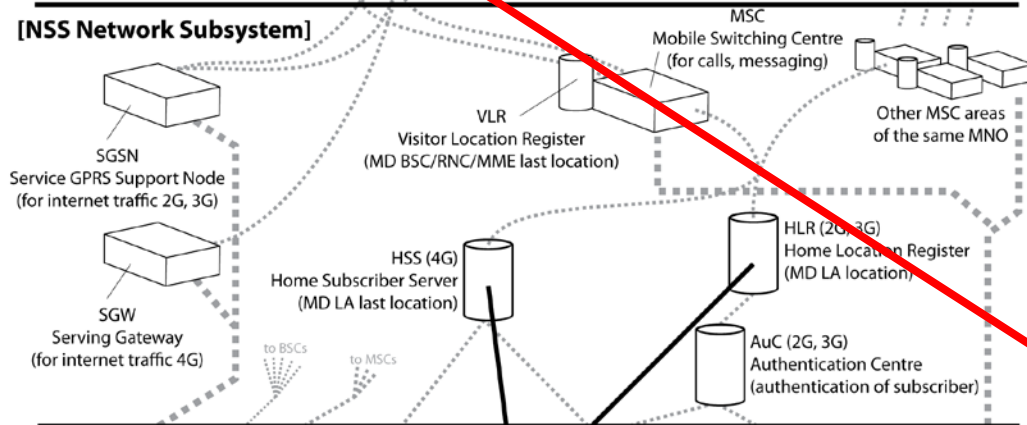 [NSS Network Subsystem]
MSC
Mobile Switching Centre
(for calls, messaging)
VLR
Visitor Location Register
(MD BSC/RNC/MME last location)
Other MSC areas
of the same MNO
SGSN
Service GPRS Support Node
(for internet traffic 2G, 3G)
HSS (4G)
Home Subscriber Server
(MD LA last location)
HLR (2G, 3G)
Home Location Register
(MD LA location)
SGW
Serving Gateway
(for internet traffic 4G)
to BSCs
to MSCs
AuC (2G, 3G)
Authentication Centre
(authentication of subscriber)